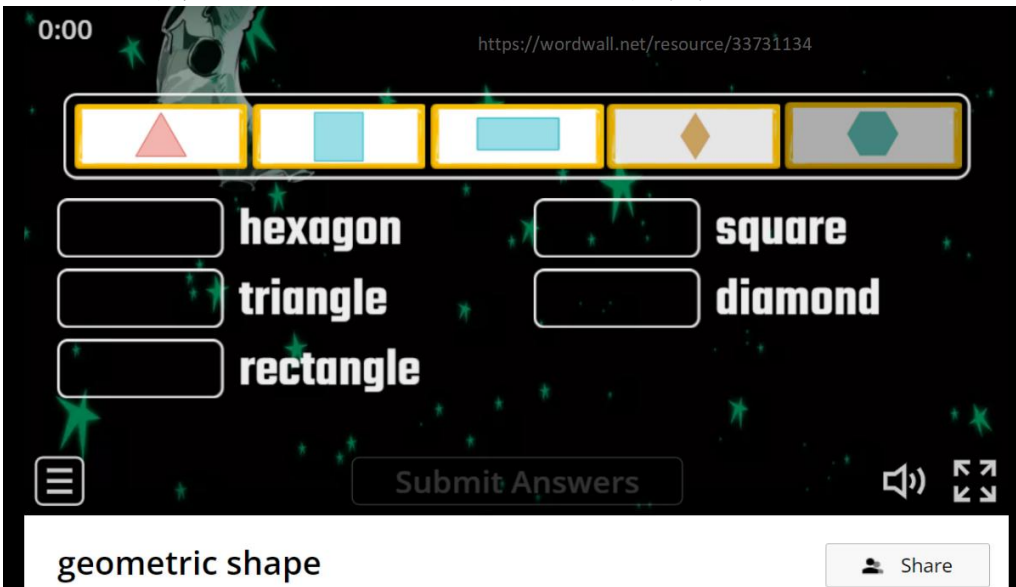 0:00
https://wordwall.net/resource/33731134
hexagon
square
triangle
diamond
rectangle
Submit Answers
geometric shape
Share